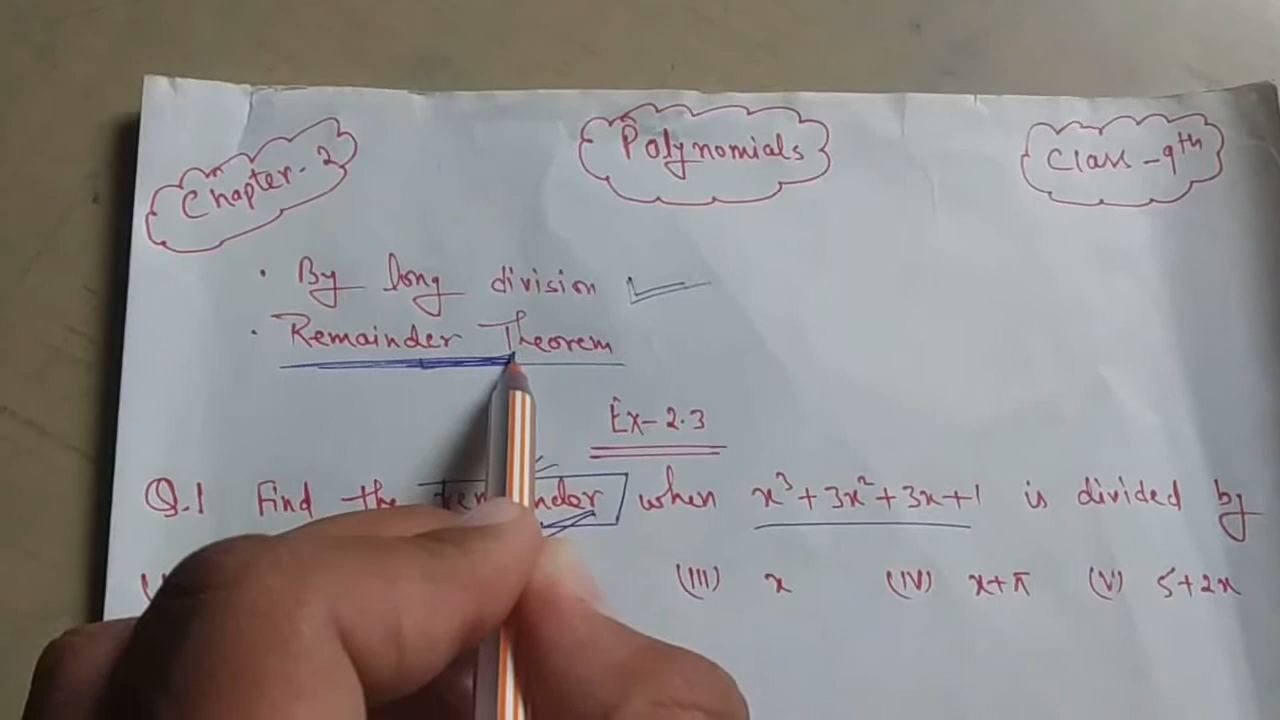 Chapter-2 Polynomials Class-9th
• By long division
• Remainder Theorem
Ex-2.3
Q.1 Find the when x³+3x²+3x+1 is divided by
(III) x (IV) x+π (V) 5+2x